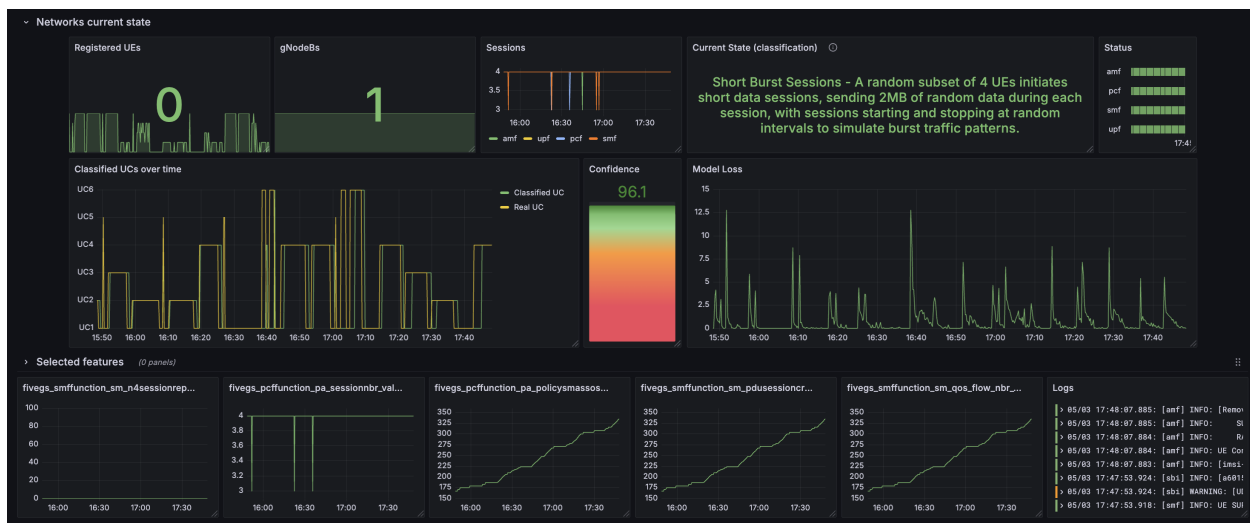 Networks current state
Registered UEs
0
gNodeBs
1
Sessions
4
3.5
3
16:00 16:30 17:00 17:30
amf upf pcf smf
Current State (classification)
Short Burst Sessions - A random subset of 4 UEs initiates
short data sessions, sending 2MB of random data during each
session, with sessions starting and stopping at random
intervals to simulate burst traffic patterns.
Status
amf
pcf
smf
upf
Classified UCs over time
UC6
UC5
UC4
UC3
UC2
UC1
15:50 16:00 16:10 16:20 16:30 16:40 16:50 17:00 17:10 17:20 17:30 17:40
Classified UC
Real UC
Confidence
96.1
Model Loss
15
12.5
10
7.5
5
2.5
0
15:50 16:00 16:10 16:20 16:30 16:40 16:50 17:00 17:10 17:20 17:30 17:40
Selected features (0 panels)
fivegs_smffunction_sm_n4sessionrep...
100
80
60
40
20
0
16:00 16:30 17:00 17:30
fivegs_pcffunction_pa_sessionnbr_val...
4
3.8
3.6
3.4
3.2
3
16:00 16:30 17:00 17:30
fivegs_pcffunction_pa_policysmassos...
350
325
300
275
250
225
200
175
150
16:00 16:30 17:00 17:30
fivegs_smffunction_sm_pdusessioncr...
350
325
300
275
250
225
200
175
150
16:00 16:30 17:00 17:30
fivegs_smffunction_sm_qos_flow_nbr_...
350
325
300
275
250
225
200
175
150
16:00 16:30 17:00 17:30
Logs
05/03 17:48:07.885: [amf] INFO: [Remov
05/03 17:48:07.885: [amf] INFO:
05/03 17:48:07.884: [amf] INFO:
05/03 17:48:07.884: [amf] INFO: UE Con
05/03 17:48:07.883: [amf] INFO: [imsi-
05/03 17:47:53.924: [sbi] INFO: [a6015
05/03 17:47:53.924: [sbi] WARNING: [UE
05/03 17:47:53.918: [smf] INFO: UE SUP